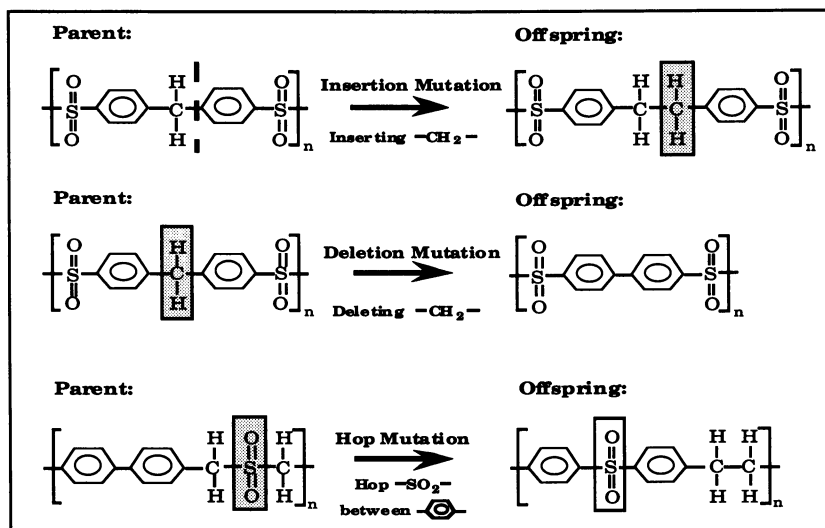 Parent:
Offspring:
Insertion Mutation
Inserting –CH2–
H
O
S
O
C
H
O
S
O
n
O
S
O
H
C
H
H
C
H
O
S
O
n
Parent:
Offspring:
Deletion Mutation
Deleting –CH2–
O
S
O
H
C
H
O
S
O
n
O
S
O
O
S
O
n
Parent:
Offspring:
Hop Mutation
Hop –SO2–
between
H
C
H
O
S
O
H
C
H
n
O
S
O
H
C
H
H
C
H
n